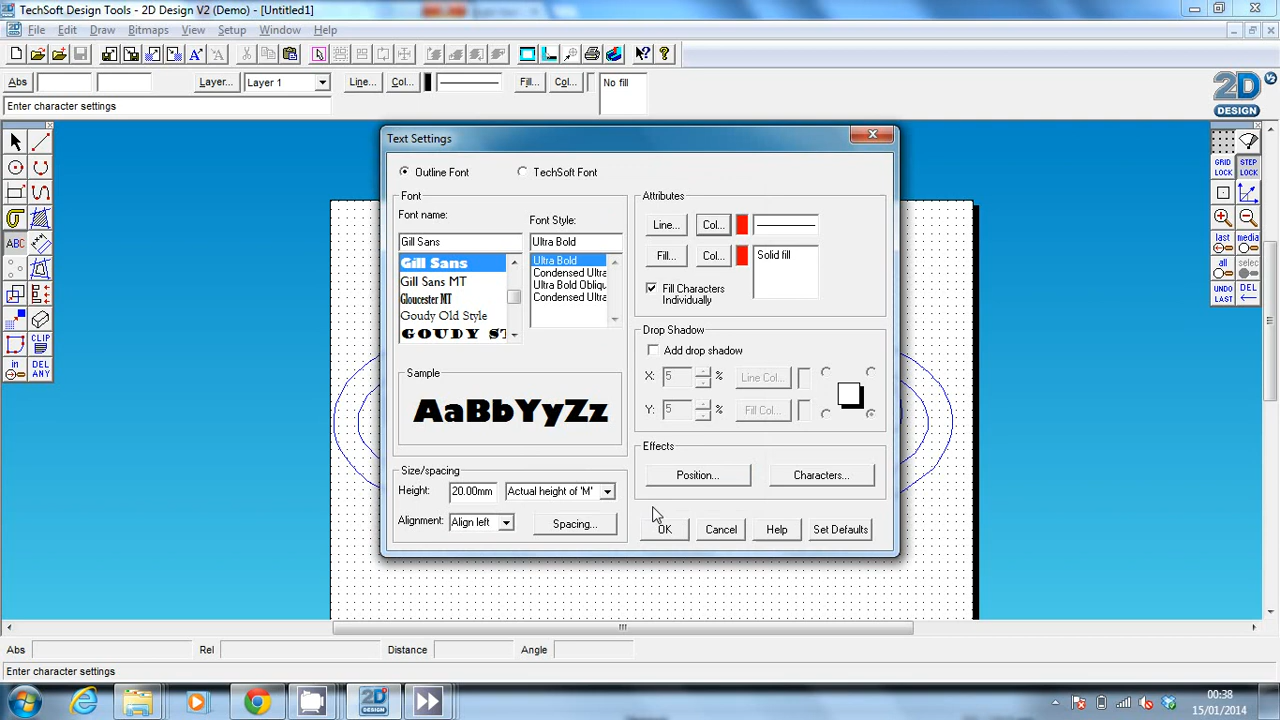 TechSoft Design Tools - 2D Design V2 (Demo) - [Untitled1]
File Edit Draw Bitmaps View Setup Window Help
Abs Layer... Layer 1 Line... Col... Fill... Col... No fill
Enter character settings
2D DESIGN
Text Settings
Outline Font TechSoft Font
Font
Font name:
Font Style:
Gill Sans
Ultra Bold
Gill Sans
Gill Sans MT
Gloucester MT
Goudy Old Style
GOUDY ST
Ultra Bold
Condensed Ultra
Ultra Bold Obliqu
Condensed Ultra
Sample
AaBbYyZz
Size/spacing
Height: 20.00mm Actual height of 'M'
Alignment: Align left Spacing...
Attributes
Line... Col...
Fill... Col... Solid fill
Fill Characters
Individually
Drop Shadow
Add drop shadow
X: 5 % Line Col...
Y: 5 % Fill Col...
Effects
Position... Characters...
OK Cancel Help Set Defaults
ABC
CLIP
in
DEL
ANY
GRID
LOCK
STEP
LOCK
last
media
all
selec
UNDO
LAST
DEL
Abs Rel Distance Angle
Enter character settings
2D
DESIGN
00:38
15/01/2014